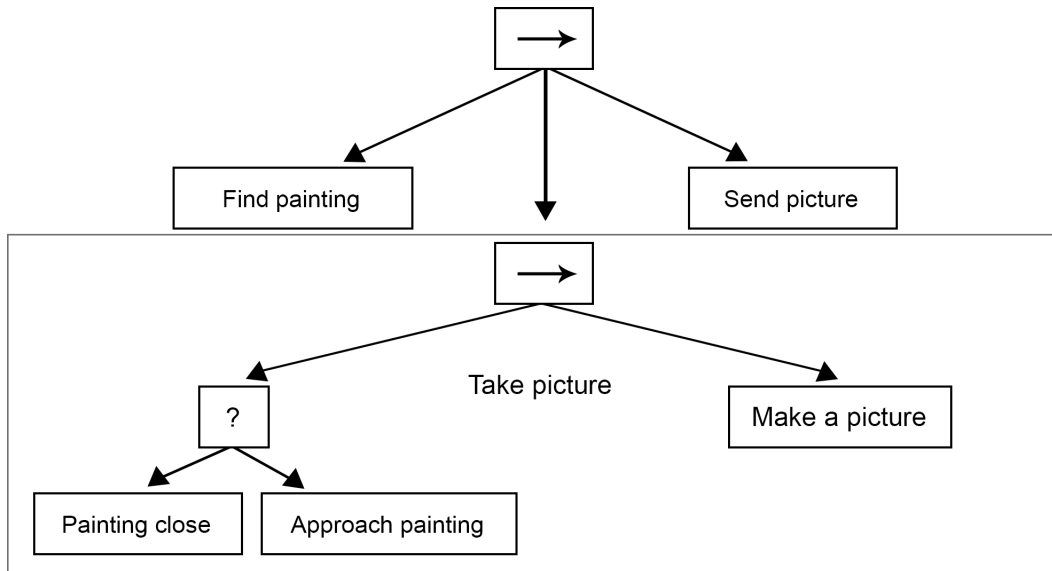 Find painting
Send picture
Take picture
?
Make a picture
Painting close
Approach painting